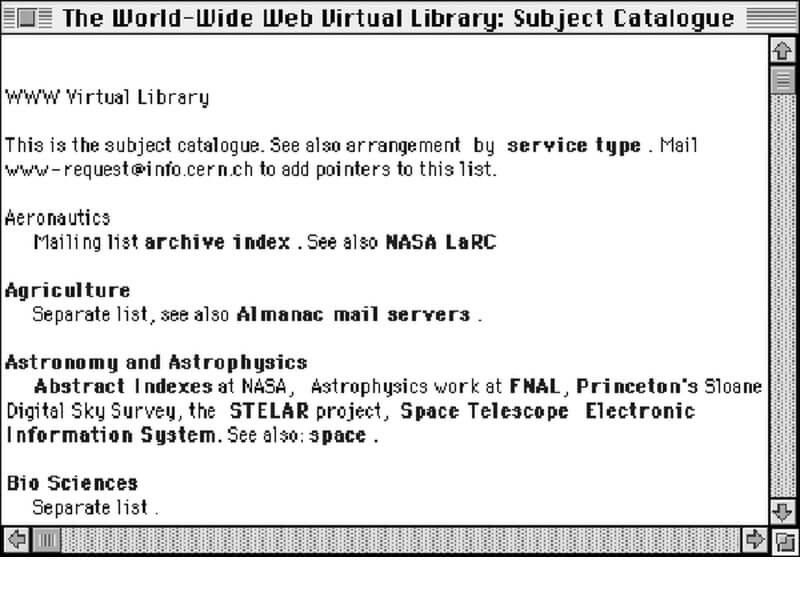 The World-Wide Web Virtual Library: Subject Catalogue
WWW Virtual Library
This is the subject catalogue. See also arrangement by service type . Mail
www-request@info.cern.ch to add pointers to this list.
Aeronautics
Mailing list archive index . See also NASA LaRC
Agriculture
Separate list, see also Almanac mail servers .
Astronomy and Astrophysics
Abstract Indexes at NASA, Astrophysics work at FNAL, Princeton's Sloane
Digital Sky Survey, the STELAR project, Space Telescope Electronic
Information System. See also: space .
Bio Sciences
Separate list .